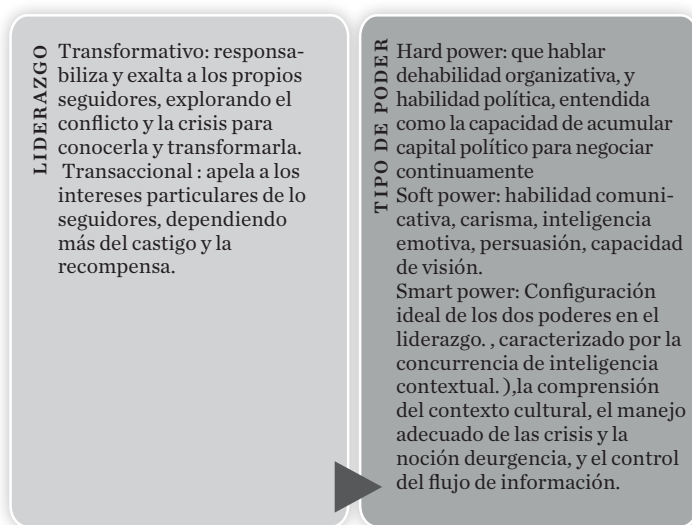 LIDERAZGO
Transformativo: responsa-
biliza y exalta a los propios
seguidores, explorando el
conflicto y la crisis para
conocerla y transformarla.
Transaccional : apela a los
intereses particulares de lo
seguidores, dependiendo
más del castigo y la
recompensa.
TIPO DE PODER
Hard power: que hablar
dehabilidad organizativa, y
habilidad política, entendida
como la capacidad de acumular
capital político para negociar
continuamente
Soft power: habilidad comuni-
cativa, carisma, inteligencia
emotiva, persuasión, capacidad
de visión.
Smart power: Configuración
ideal de los dos poderes en el
liderazgo. , caracterizado por la
concurrencia de inteligencia
contextual. ),la comprensión
del contexto cultural, el manejo
adecuado de las crisis y la
noción deurgencia, y el control
del flujo de información.